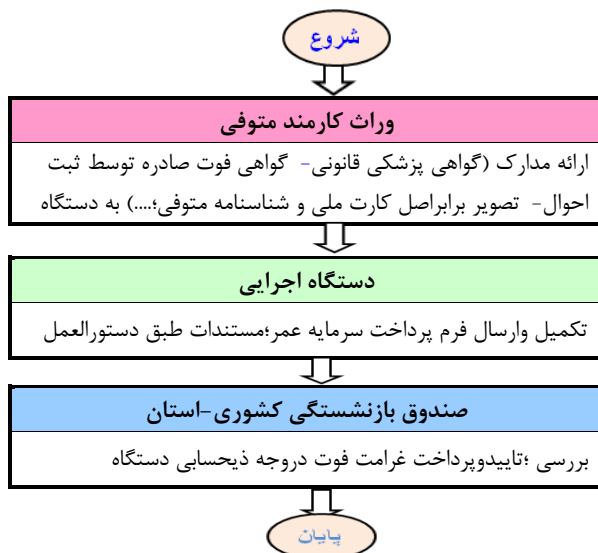 شروع
وراث کارمند متوفی
ارائه مدارک (گواهی پزشکی قانونی- گواهی فوت صادره توسط ثبت
احوال- تصویر برابراصل کارت ملی و شناسنامه متوفی؛....) به دستگاه
دستگاه اجرایی
تکمیل وارسال فرم پرداخت سرمایه عمر؛مستندات طبق دستورالعمل
صندوق بازنشستگی کشوری-استان
بررسی ؛تاییدوپرداخت غرامت فوت دروجه ذیحسابی دستگاه
پایان